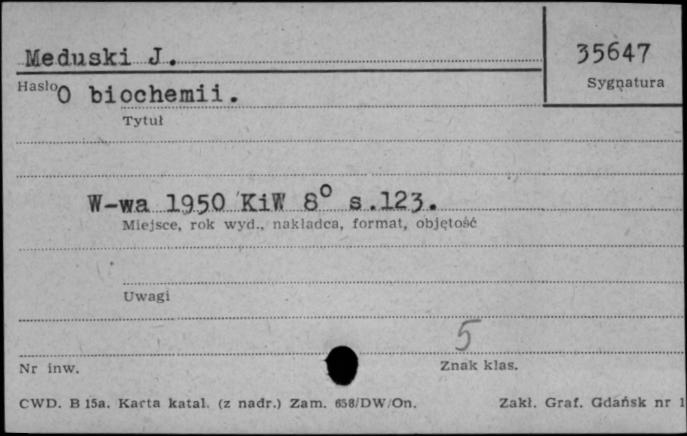 Meduski J.
35647
Sygnatura
Hasło
O biochemii.
Tytuł
W-wa 1950 KiW 8° s.123.
Miejsce, rok wyd., nakładca, format, objętość
Uwagi
5
Nr inw.
Znak klas.
CWD. B 15a. Karta katal. (z nadr.) Zam. 658/DW/On.
Zakł. Graf. Gdańsk nr 1